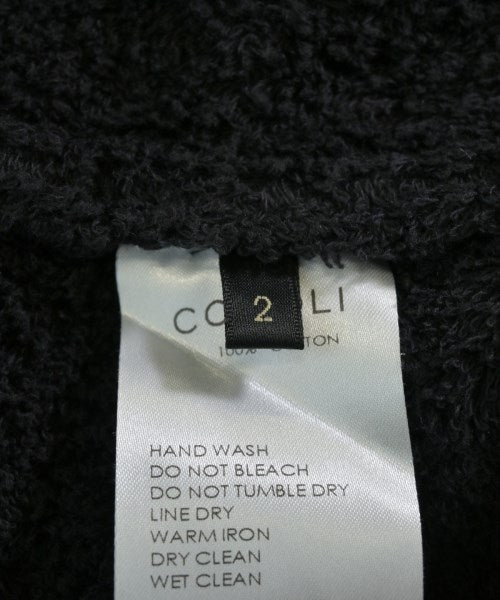 2
100% COTTON
HAND WASH
DO NOT BLEACH
DO NOT TUMBLE DRY
LINE DRY
WARM IRON
DRY CLEAN
WET CLEAN